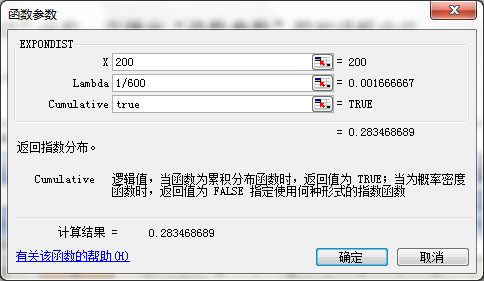 函数参数
EXPONDIST
X 200 = 200
Lambda 1/600 = 0.001666667
Cumulative true = TRUE
= 0.283468689
返回指数分布。
Cumulative 逻辑值，当函数为累积分布函数时，返回值为 TRUE；当为概率密度
函数时，返回值为 FALSE 指定使用何种形式的指数函数
计算结果 = 0.283468689
有关该函数的帮助(H)
确定 取消